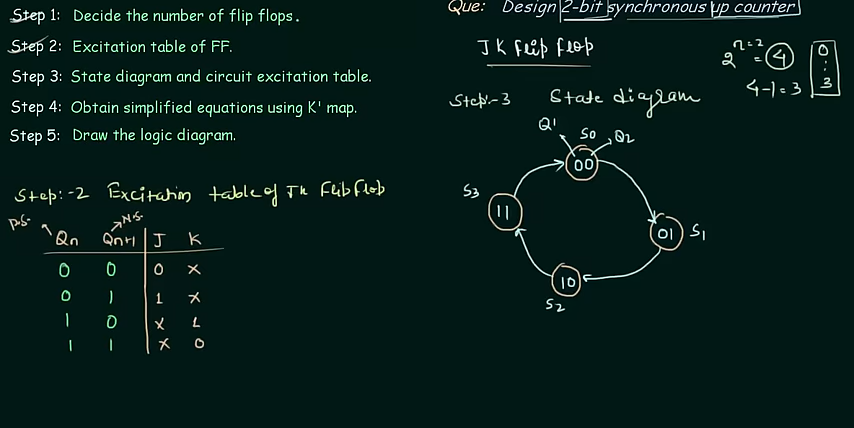 Step 1: Decide the number of flip flops.
Step 2: Excitation table of FF.
Step 3: State diagram and circuit excitation table.
Step 4: Obtain simplified equations using K' map.
Step 5: Draw the logic diagram.
Step:-2 Excitation table of JK FlipFlop
P.S. N.S.
Qn Qn+1 J K
0 0 0 x
0 1 1 x
1 0 x 1
1 1 x 0
Que: Design 2-bit synchronous up counter
JK flip flop
2^n=2 = 4
4-1=3
0
:
3
Step:-3 State diagram
Q1 S0 Q2
00
S3
11
01 S1
10
S2